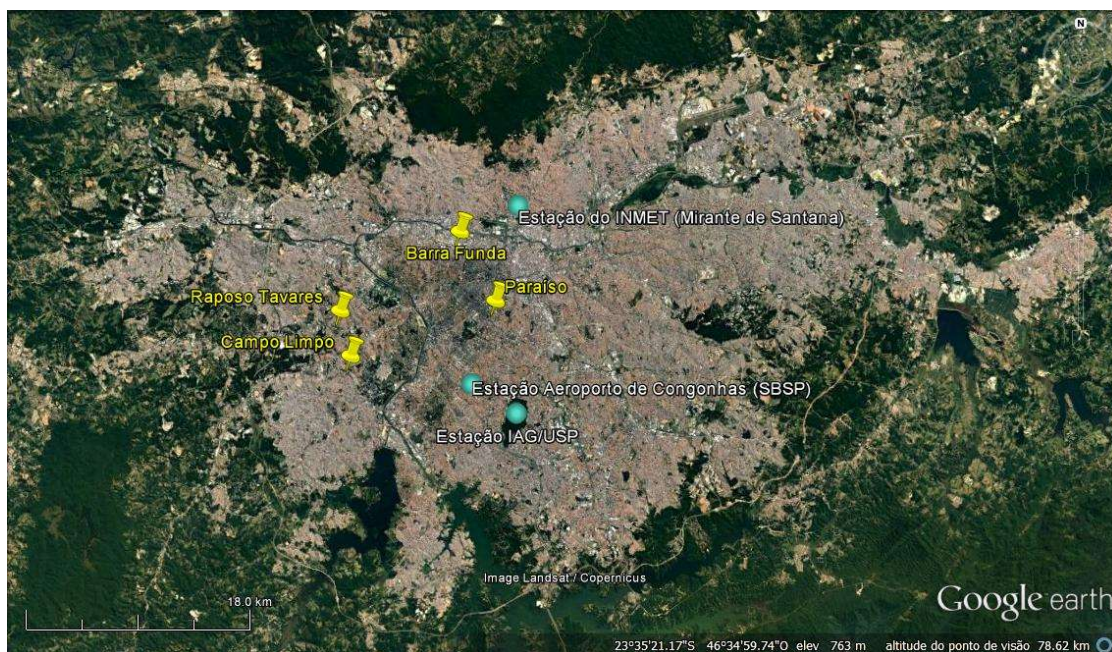 N
Estação do INMET (Mirante de Santana)
Barra Funda
Paraíso
Raposo Tavares
Campo Limpo
Estação Aeroporto de Congonhas (SBSP)
Estação IAG/USP
Image Landsat / Copernicus
18.0 km
Google earth
23°35'21.17"S 46°34'59.74"O elev 763 m altitude do ponto de visão 78.62 km